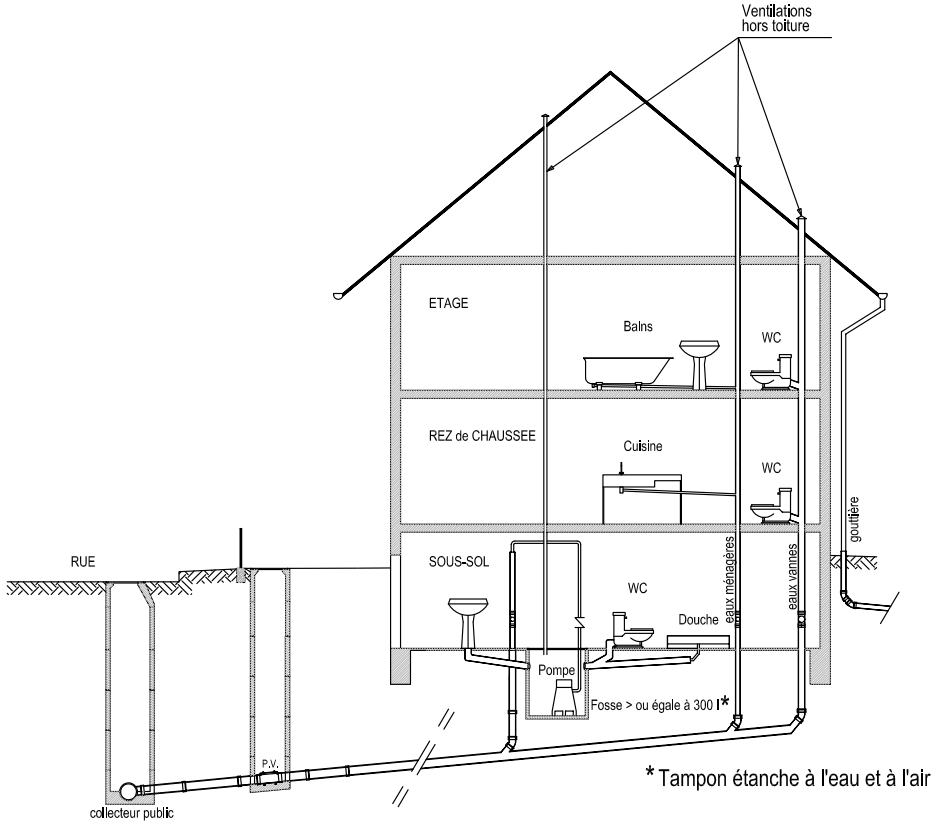 Ventilations
hors toiture
ETAGE
Bains
WC
REZ de CHAUSSEE
Cuisine
WC
gouttière
RUE
SOUS-SOL
WC
Douche
eaux ménagères
eaux vannes
Pompe
Fosse > ou égale à 300 l*
P.V.
* Tampon étanche à l'eau et à l'air
collecteur public